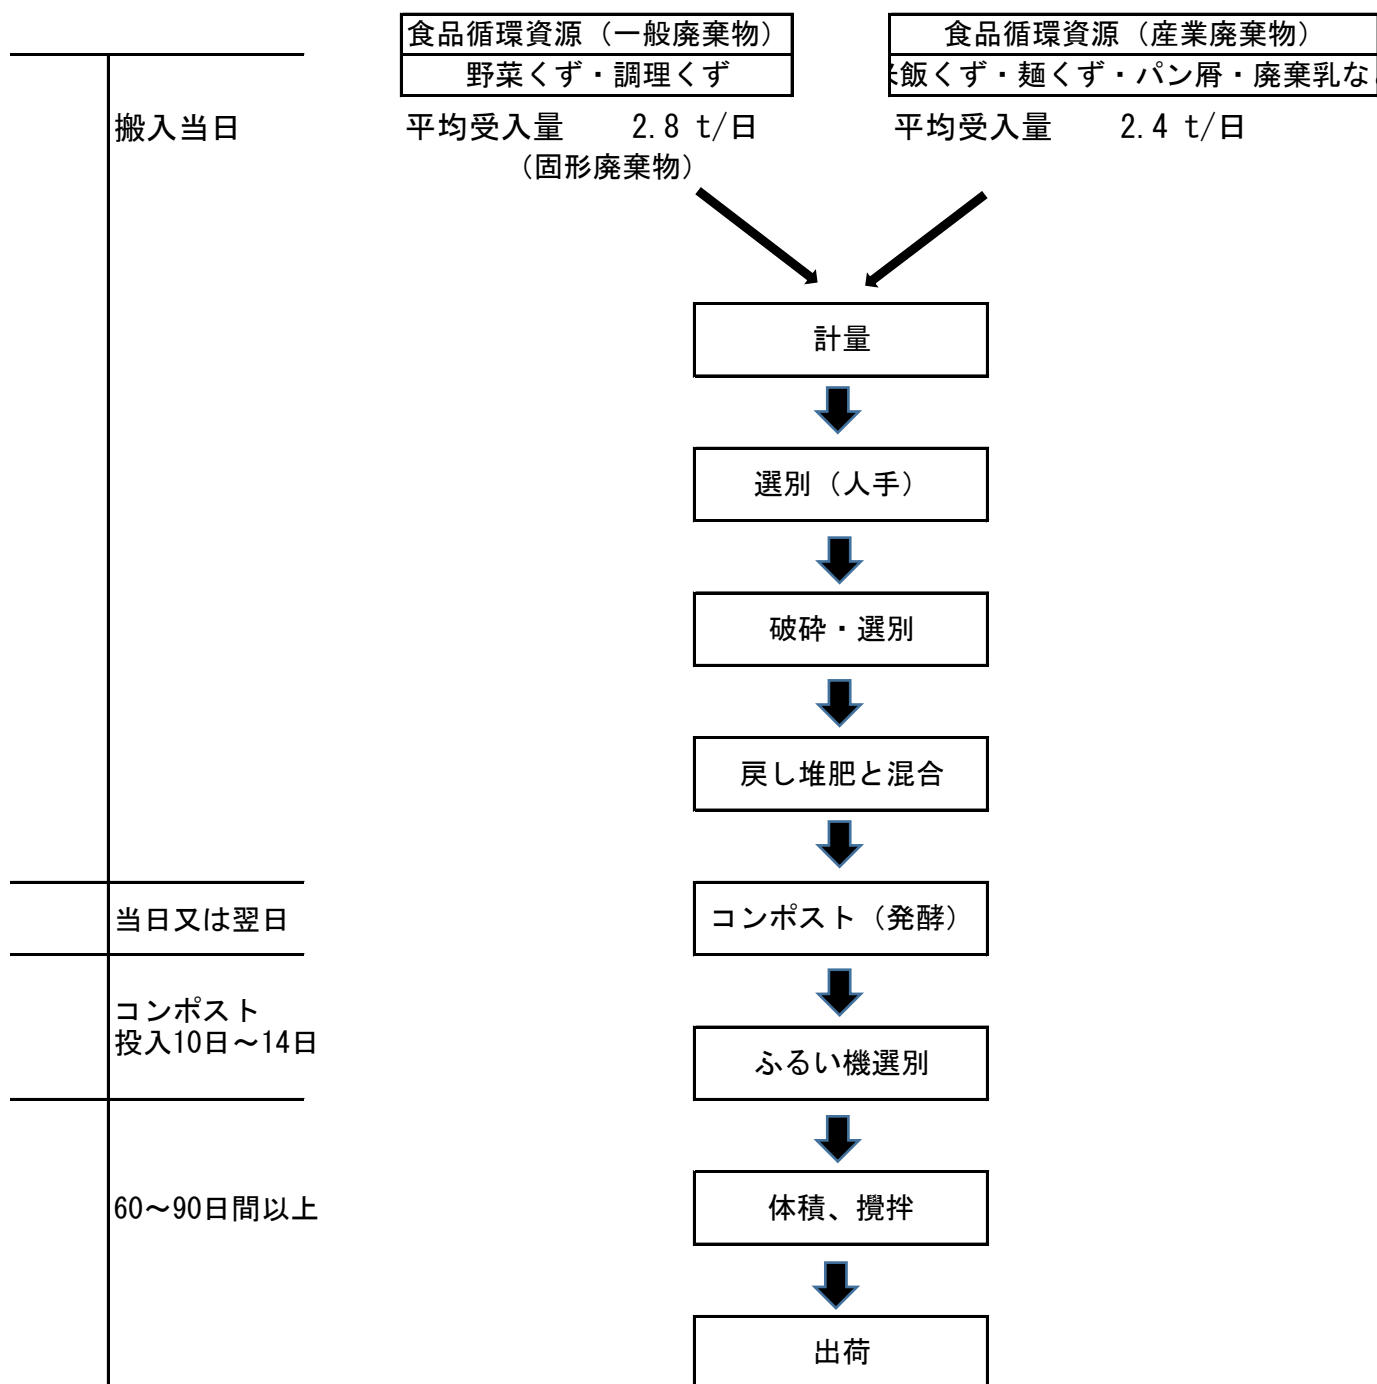 食品循環資源（一般廃棄物）
野菜くず・調理くず
平均受入量 2.8 t/日
（固形廃棄物）
食品循環資源（産業廃棄物）
飯くず・麺くず・パン屑・廃棄乳な
平均受入量 2.4 t/日
搬入当日
計量
選別（人手）
破砕・選別
戻し堆肥と混合
当日又は翌日
コンポスト（発酵）
コンポスト
投入10日～14日
ふるい機選別
60～90日間以上
体積、攪拌
出荷